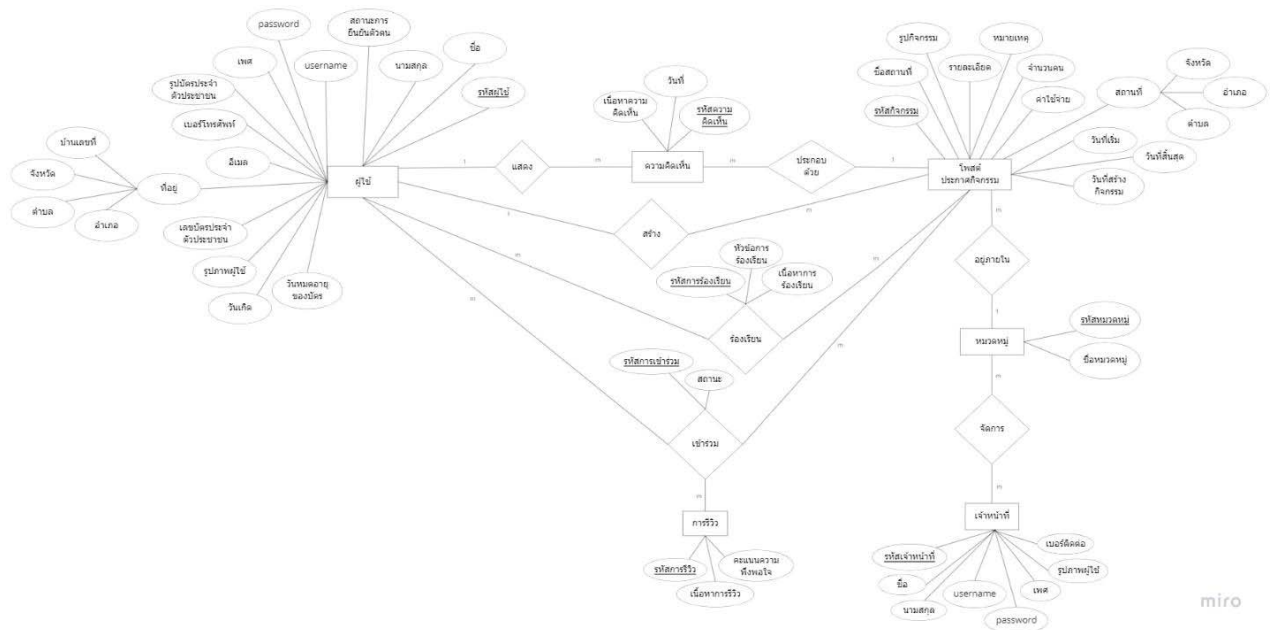 password
สถานะการ
ยืนยันตัวตน
ชื่อ
เพศ
username
นามสกุล
รูปบัตรประจำ
ตัวประชาชน
รหัสผู้ใช้
เบอร์โทรศัพท์
บ้านเลขที่
อีเมล
จังหวัด
ที่อยู่
ผู้ใช้
ตำบล
อำเภอ
เลขบัตรประจำ
ตัวประชาชน
รูปภาพผู้ใช้
วันเกิด
วันหมดอายุ
ของบัตร
1
แสดง
m
วันที่
เนื้อหาความ
คิดเห็น
รหัสความ
คิดเห็น
ความคิดเห็น
m
ประกอบ
ด้วย
1
รูปกิจกรรม
หมายเหตุ
ชื่อสถานที่
รายละเอียด
จำนวนคน
รหัสกิจกรรม
ค่าใช้จ่าย
สถานที่
จังหวัด
อำเภอ
ตำบล
โพสต์
ประกาศกิจกรรม
วันที่เริ่ม
วันที่สิ้นสุด
วันที่สร้าง
กิจกรรม
1
สร้าง
m
m
หัวข้อการ
ร้องเรียน
รหัสการร้องเรียน
เนื้อหาการ
ร้องเรียน
ร้องเรียน
m
m
อยู่ภายใน
1
หมวดหมู่
รหัสหมวดหมู่
ชื่อหมวดหมู่
m
รหัสการเข้าร่วม
สถานะ
เข้าร่วม
m
m
การรีวิว
รหัสการรีวิว
คะแนนความ
พึงพอใจ
เนื้อหาการรีวิว
m
จัดการ
m
เจ้าหน้าที่
รหัสเจ้าหน้าที่
เบอร์ติดต่อ
ชื่อ
รูปภาพผู้ใช้
นามสกุล
username
เพศ
password
miro